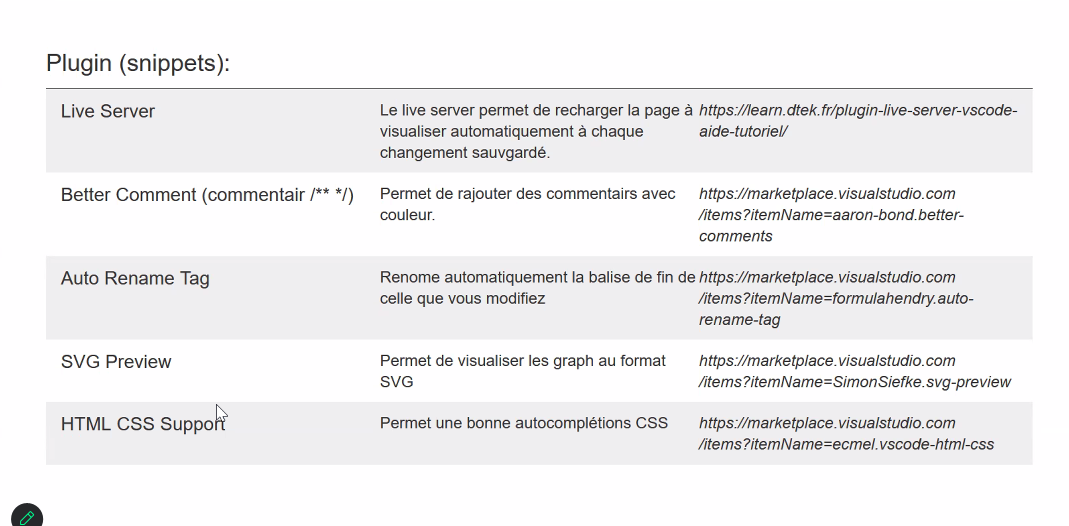 Plugin (snippets):
Live Server
Le live server permet de recharger la page à
visualiser automatiquement à chaque
changement sauvgardé.
https://learn.dtek.fr/plugin-live-server-vscode-
aide-tutoriel/
Better Comment (commentair /** */)
Permet de rajouter des commentairs avec
couleur.
https://marketplace.visualstudio.com
/items?itemName=aaron-bond.better-
comments
Auto Rename Tag
Renome automatiquement la balise de fin de
celle que vous modifiez
https://marketplace.visualstudio.com
/items?itemName=formulahendry.auto-
rename-tag
SVG Preview
Permet de visualiser les graph au format
SVG
https://marketplace.visualstudio.com
/items?itemName=SimonSiefke.svg-preview
HTML CSS Support
Permet une bonne autocomplétions CSS
https://marketplace.visualstudio.com
/items?itemName=ecmel.vscode-html-css